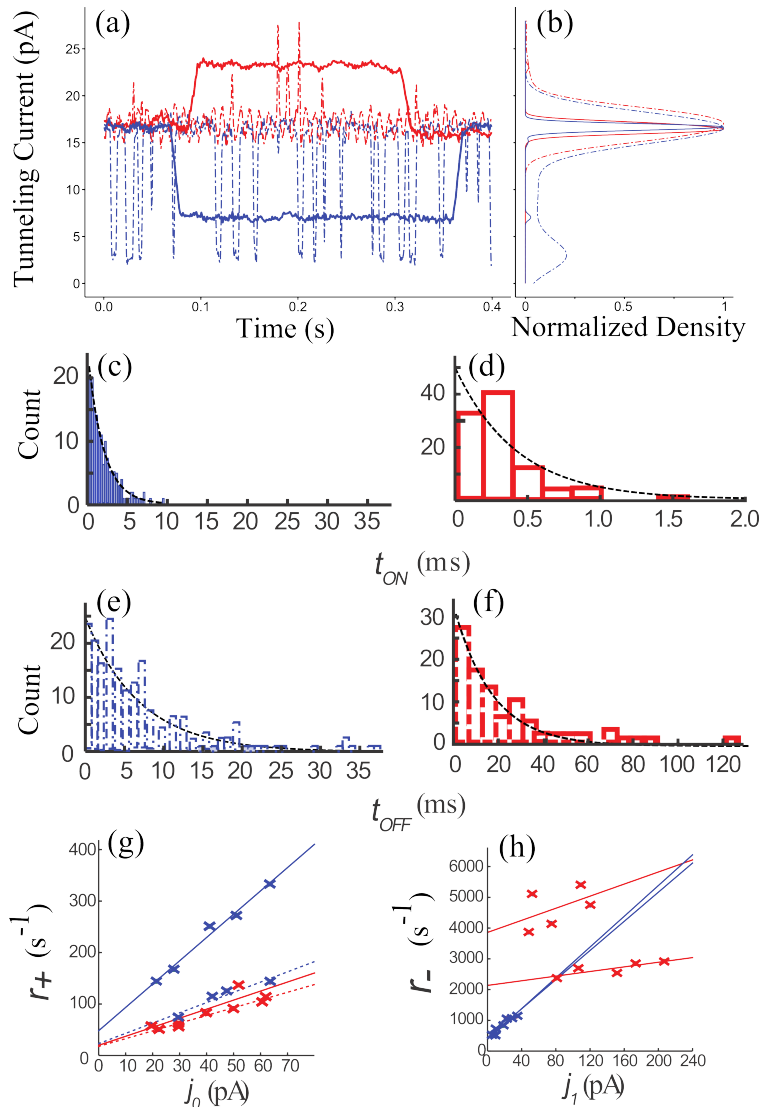 (a)
(b)
Tunneling Current (pA)
25
20
15
10
5
0
0.0 0.1 0.2 0.3 0.4
0 0.5 1
Time (s)
Normalized Density
(c)
(d)
Count
20
10
0
0 5 10 15 20 25 30 35
40
20
0 0.5 1.0 1.5 2.0
tON (ms)
(e)
(f)
Count
20
10
0
0 5 10 15 20 25 30 35
30
20
10
0
0 20 40 60 80 100 120
tOFF (ms)
(g)
(h)
r+ (s-1)
400
300
200
100
0
0 10 20 30 40 50 60 70
j0(pA)
r- (s-1)
6000
5000
4000
3000
2000
1000
0
0 40 80 120 160 200 240
j1(pA)